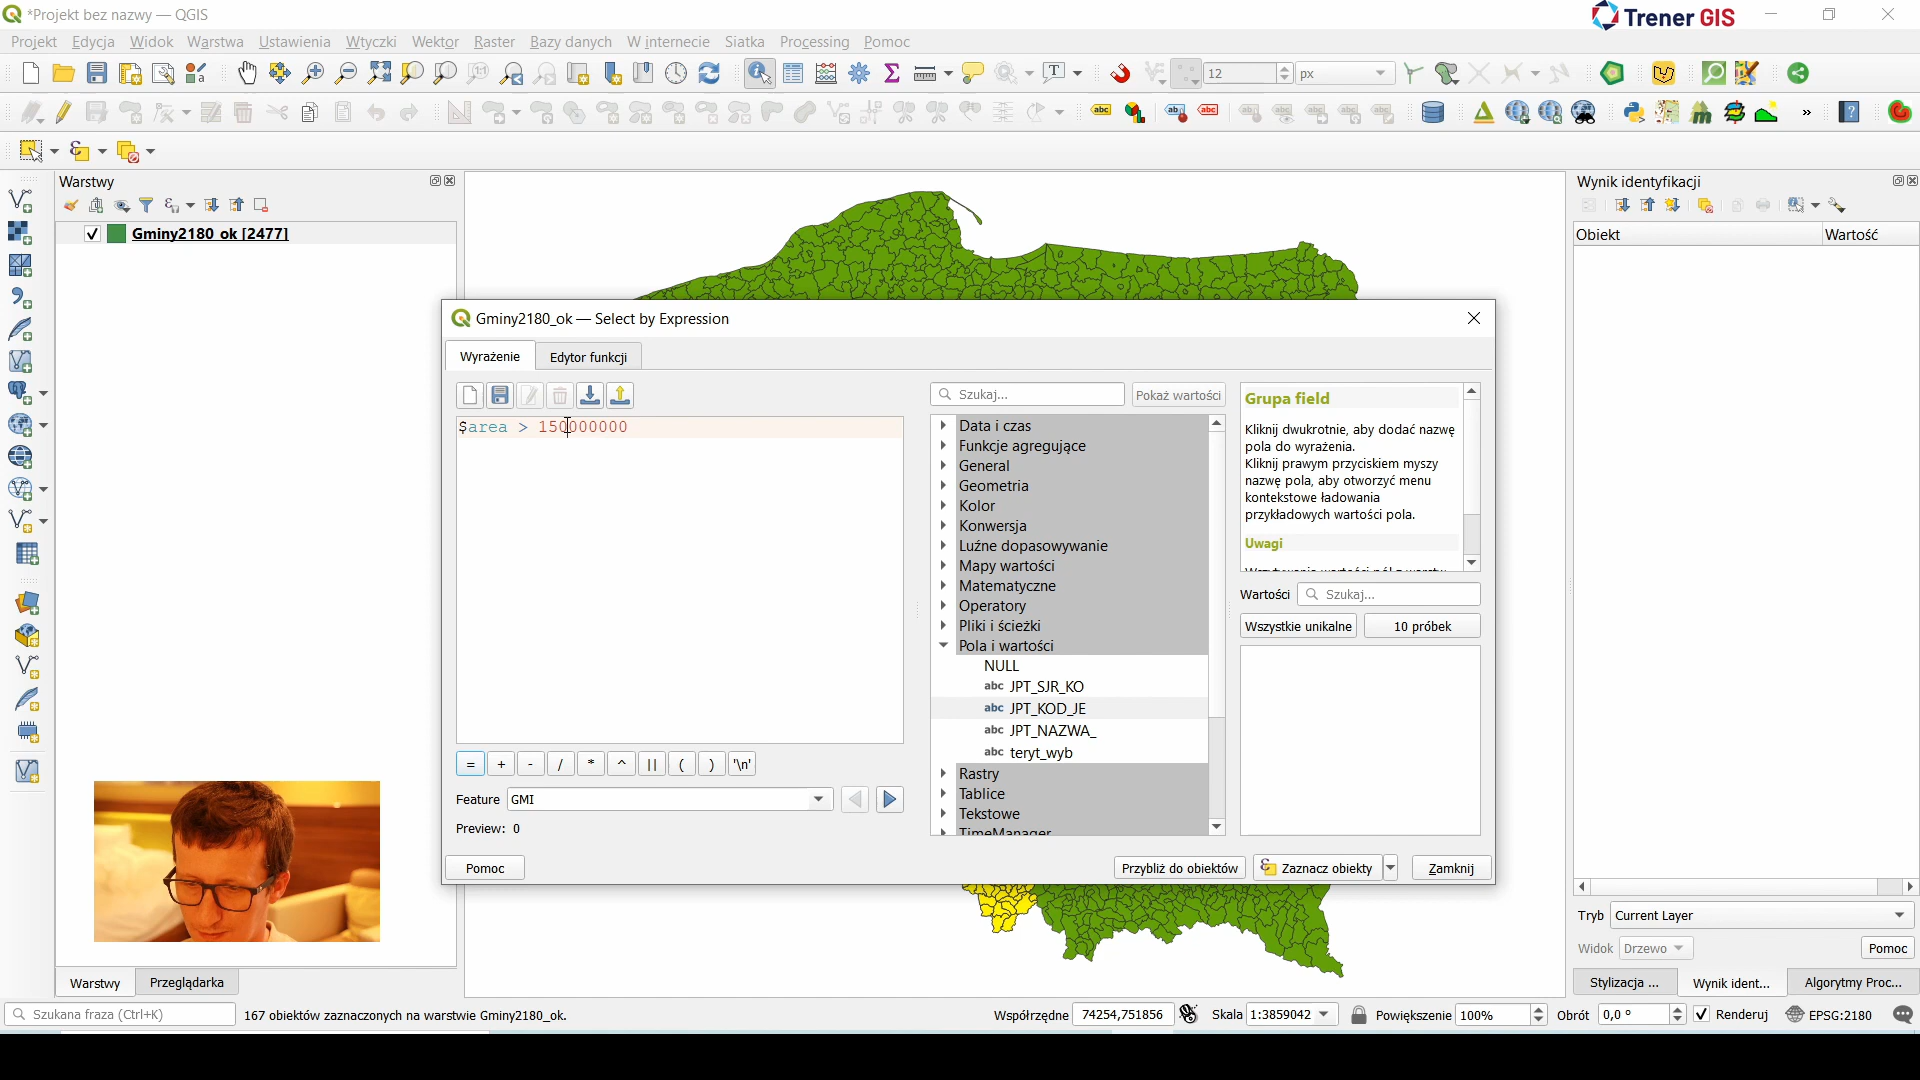 *Projekt bez nazwy — QGIS
Trener GIS
Projekt Edycja Widok Warstwa Ustawienia Wtyczki Wektor Raster Bazy danych W internecie Siatka Processing Pomoc
12 px
Warstwy
Gminy2180 ok [2477]
Wynik identyfikacji
Obiekt Wartość
Gminy2180_ok — Select by Expression
Wyrażenie Edytor funkcji
Szukaj... Pokaż wartości
$area > 150000000
Data i czas
Funkcje agregujące
General
Geometria
Kolor
Konwersja
Luźne dopasowywanie
Mapy wartości
Matematyczne
Operatory
Pliki i ścieżki
Pola i wartości
NULL
abc JPT_SJR_KO
abc JPT_KOD_JE
abc JPT_NAZWA_
abc teryt_wyb
Rastry
Tablice
Tekstowe
TimeManager
Grupa field
Kliknij dwukrotnie, aby dodać nazwę
pola do wyrażenia.
Kliknij prawym przyciskiem myszy
nazwę pola, aby otworzyć menu
kontekstowe ładowania
przykładowych wartości pola.
Uwagi
Wartości Szukaj...
Wszystkie unikalne 10 próbek
= + - / * ^ || ( ) '\n'
Feature GMI
Preview: 0
Pomoc Przybliż do obiektów Zaznacz obiekty Zamknij
Tryb Current Layer
Widok Drzewo Pomoc
Warstwy Przeglądarka
Stylizacja ... Wynik ident... Algorytmy Proc...
Szukana fraza (Ctrl+K) 167 obiektów zaznaczonych na warstwie Gminy2180_ok. Współrzędne 74254,751856 Skala 1:3859042 Powiększenie 100% Obrót 0,0 ° Renderuj EPSG:2180